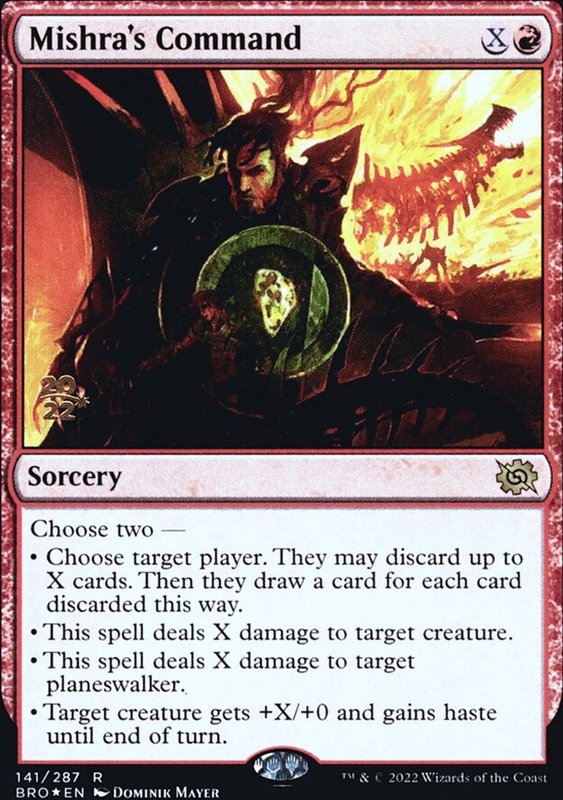 Mishra's Command X
20
22
Sorcery
Choose two —
• Choose target player. They may discard up to
X cards. Then they draw a card for each card
discarded this way.
• This spell deals X damage to target creature.
• This spell deals X damage to target
planeswalker.
• Target creature gets +X/+0 and gains haste
until end of turn.
141/287 R
BRO★EN DOMINIK MAYER
™ & © 2022 Wizards of the Coast